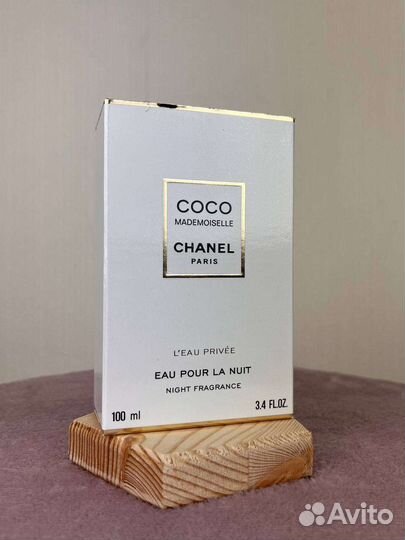 COCO
MADEMOISELLE
CHANEL
PARIS
L'EAU PRIVÉE
EAU POUR LA NUIT
NIGHT FRAGRANCE
100 ml
3.4 FL.OZ.
Avito